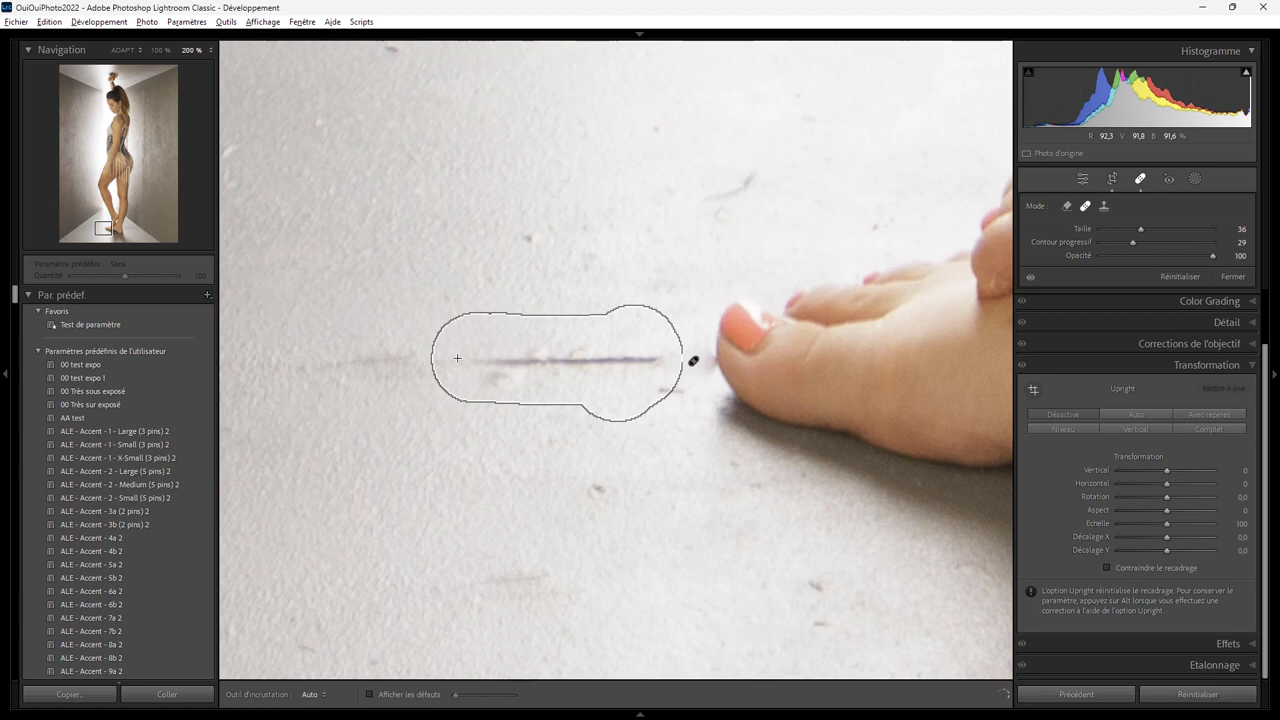 OuiOuiPhoto2022 - Adobe Photoshop Lightroom Classic - Développement
Fichier Edition Développement Photo Paramètres Outils Affichage Fenêtre Aide Scripts
Navigation ADAPT. 100 % 200 %
Paramètre prédéfini : Sans
Quantité 100
Par. prédef.
Favoris
Test de paramètre
Paramètres prédéfinis de l'utilisateur
00 test expo
00 test expo 1
00 Très sous exposé
00 Très sur exposé
AA test
ALE - Accent - 1 - Large (3 pins) 2
ALE - Accent - 1 - Small (3 pins) 2
ALE - Accent - 1 - X-Small (3 pins) 2
ALE - Accent - 2 - Large (5 pins) 2
ALE - Accent - 2 - Medium (5 pins) 2
ALE - Accent - 2 - Small (5 pins) 2
ALE - Accent - 3a (2 pins) 2
ALE - Accent - 3b (2 pins) 2
ALE - Accent - 4a 2
ALE - Accent - 4b 2
ALE - Accent - 5a 2
ALE - Accent - 5b 2
ALE - Accent - 6a 2
ALE - Accent - 6b 2
ALE - Accent - 7a 2
ALE - Accent - 7b 2
ALE - Accent - 8a 2
ALE - Accent - 8b 2
ALE - Accent - 9a 2
Copier... Coller
Outil d'incrustation : Auto Afficher les défauts
Histogramme
R 92,3 V 91,8 B 91,6 %
Photo d'origine
Mode :
Taille 36
Contour progressif 29
Opacité 100
Réinitialiser Fermer
Color Grading
Détail
Corrections de l'objectif
Transformation
Upright Mettre à jour
Désactivé Auto Avec repères
Niveau Vertical Complet
Transformation
Vertical 0
Horizontal 0
Rotation 0,0
Aspect 0
Echelle 100
Décalage X 0,0
Décalage Y 0,0
Contraindre le recadrage
L'option Upright réinitialise le recadrage. Pour conserver le
paramètre, appuyez sur Alt lorsque vous effectuez une
correction à l'aide de l'option Upright.
Effets
Etalonnage
Précédent Réinitialiser